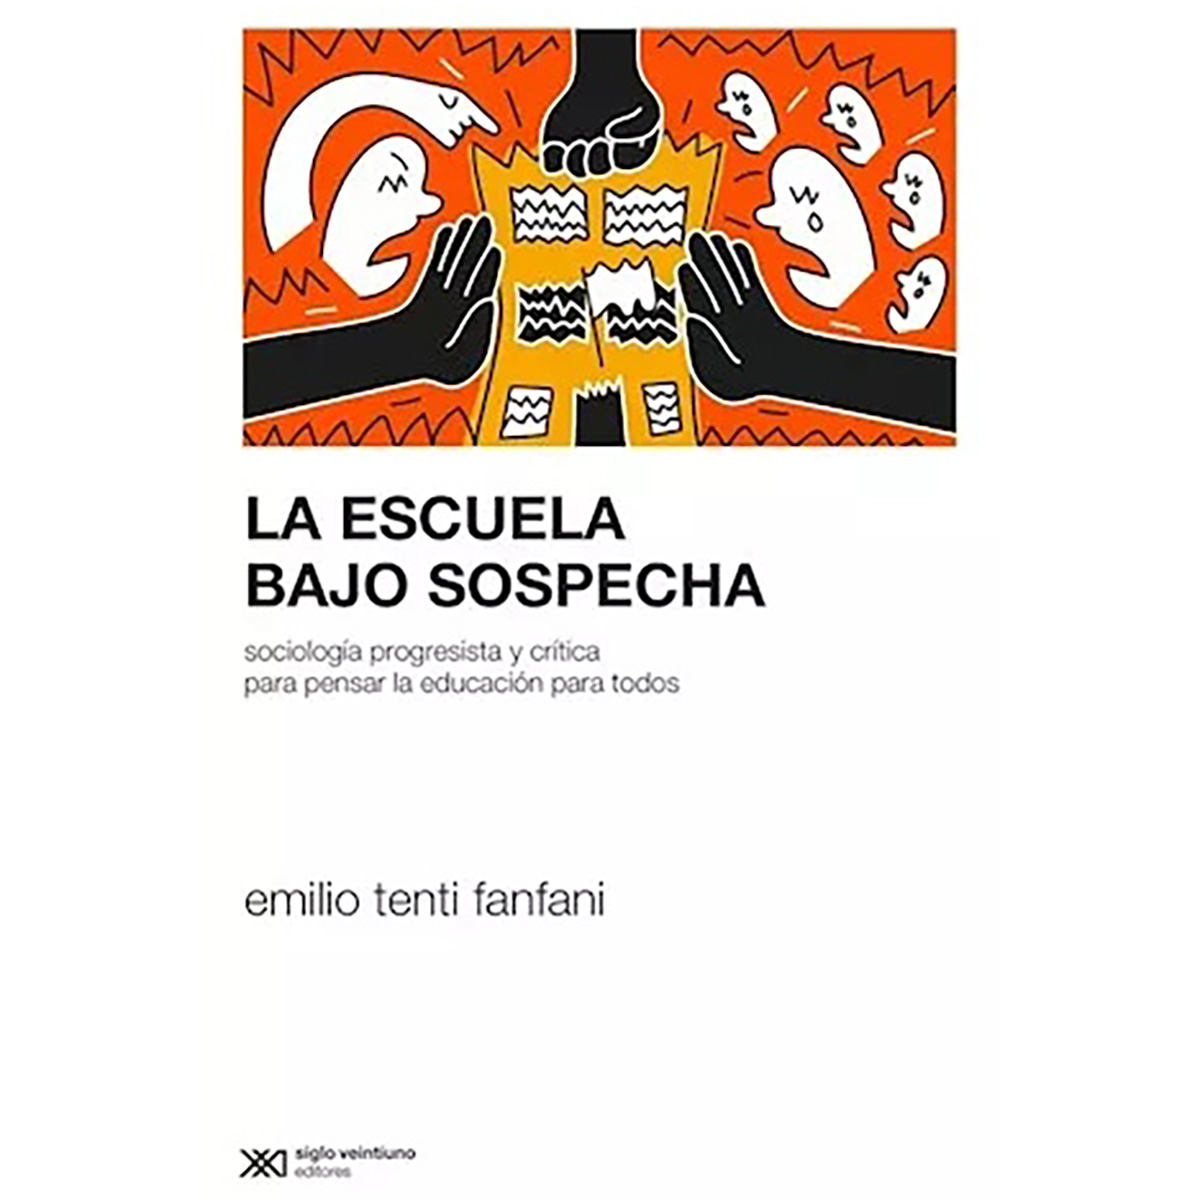 LA ESCUELA
BAJO SOSPECHA
sociología progresista y crítica
para pensar la educación para todos
emilio tenti fanfani
siglo veintiuno
editores